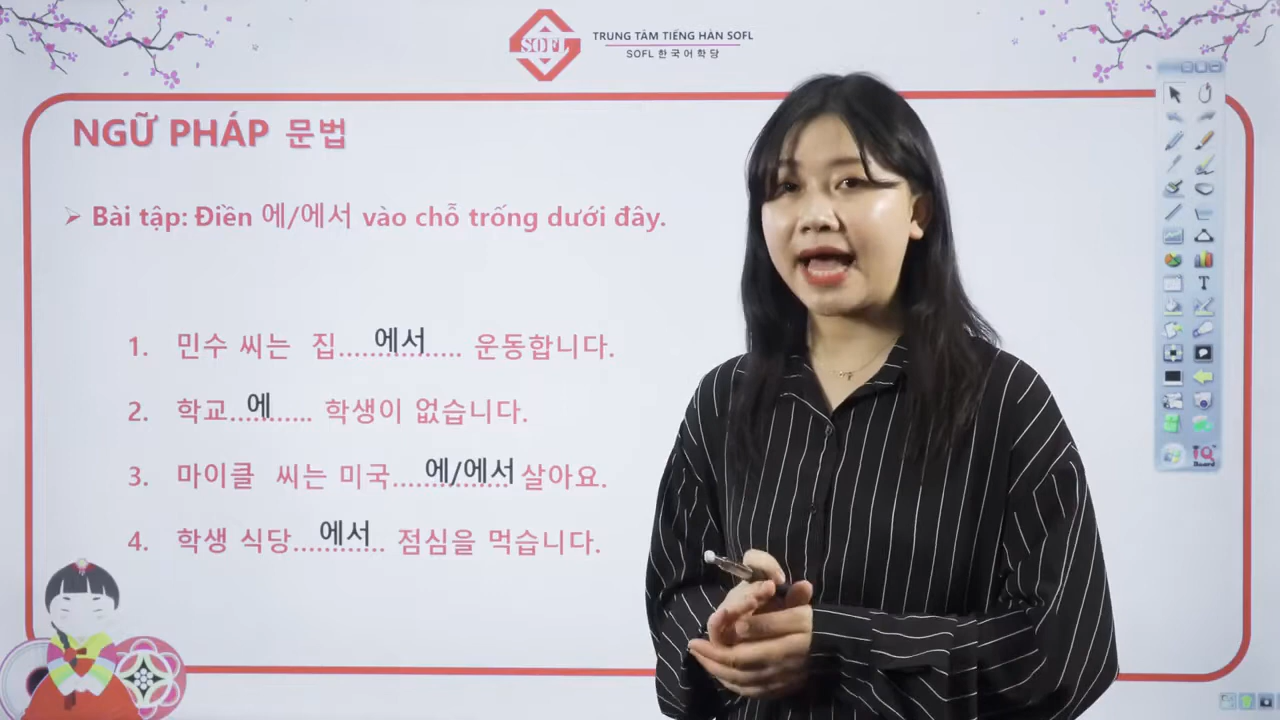 SOFL
TRUNG TÂM TIẾNG HÀN SOFL
SOFL 한국어학당
NGỮ PHÁP 문법
➢ Bài tập: Điền 에/에서 vào chỗ trống dưới đây.
1. 민수 씨는 집......에서...... 운동합니다.
2. 학교...에...... 학생이 없습니다.
3. 마이클 씨는 미국......에/에서 살아요.
4. 학생 식당...에서... 점심을 먹습니다.
T
IQ
Board